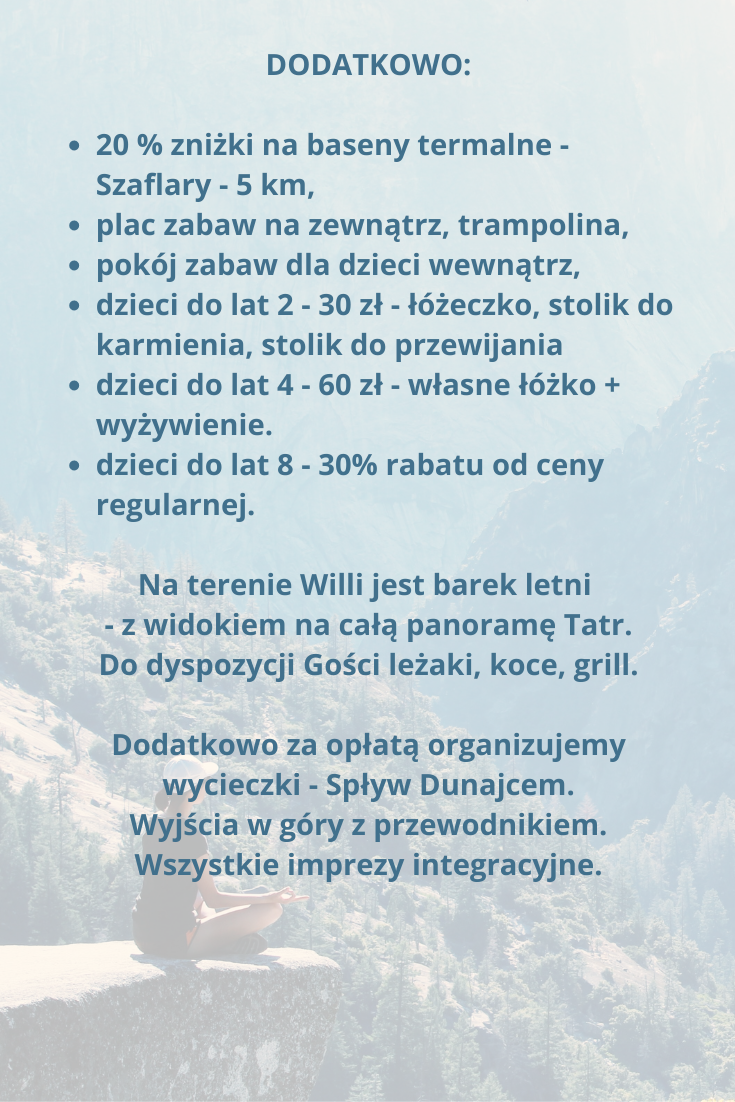 DODATKOWO:
• 20 % zniżki na baseny termalne -
Szaflary - 5 km,
• plac zabaw na zewnątrz, trampolina,
• pokój zabaw dla dzieci wewnątrz,
• dzieci do lat 2 - 30 zł - łóżeczko, stolik do
karmienia, stolik do przewijania
• dzieci do lat 4 - 60 zł - własne łóżko +
wyżywienie.
• dzieci do lat 8 - 30% rabatu od ceny
regularnej.
Na terenie Willi jest barek letni
- z widokiem na całą panoramę Tatr.
Do dyspozycji Gości leżaki, koce, grill.
Dodatkowo za opłatą organizujemy
wycieczki - Spływ Dunajcem.
Wyjścia w góry z przewodnikiem.
Wszystkie imprezy integracyjne.